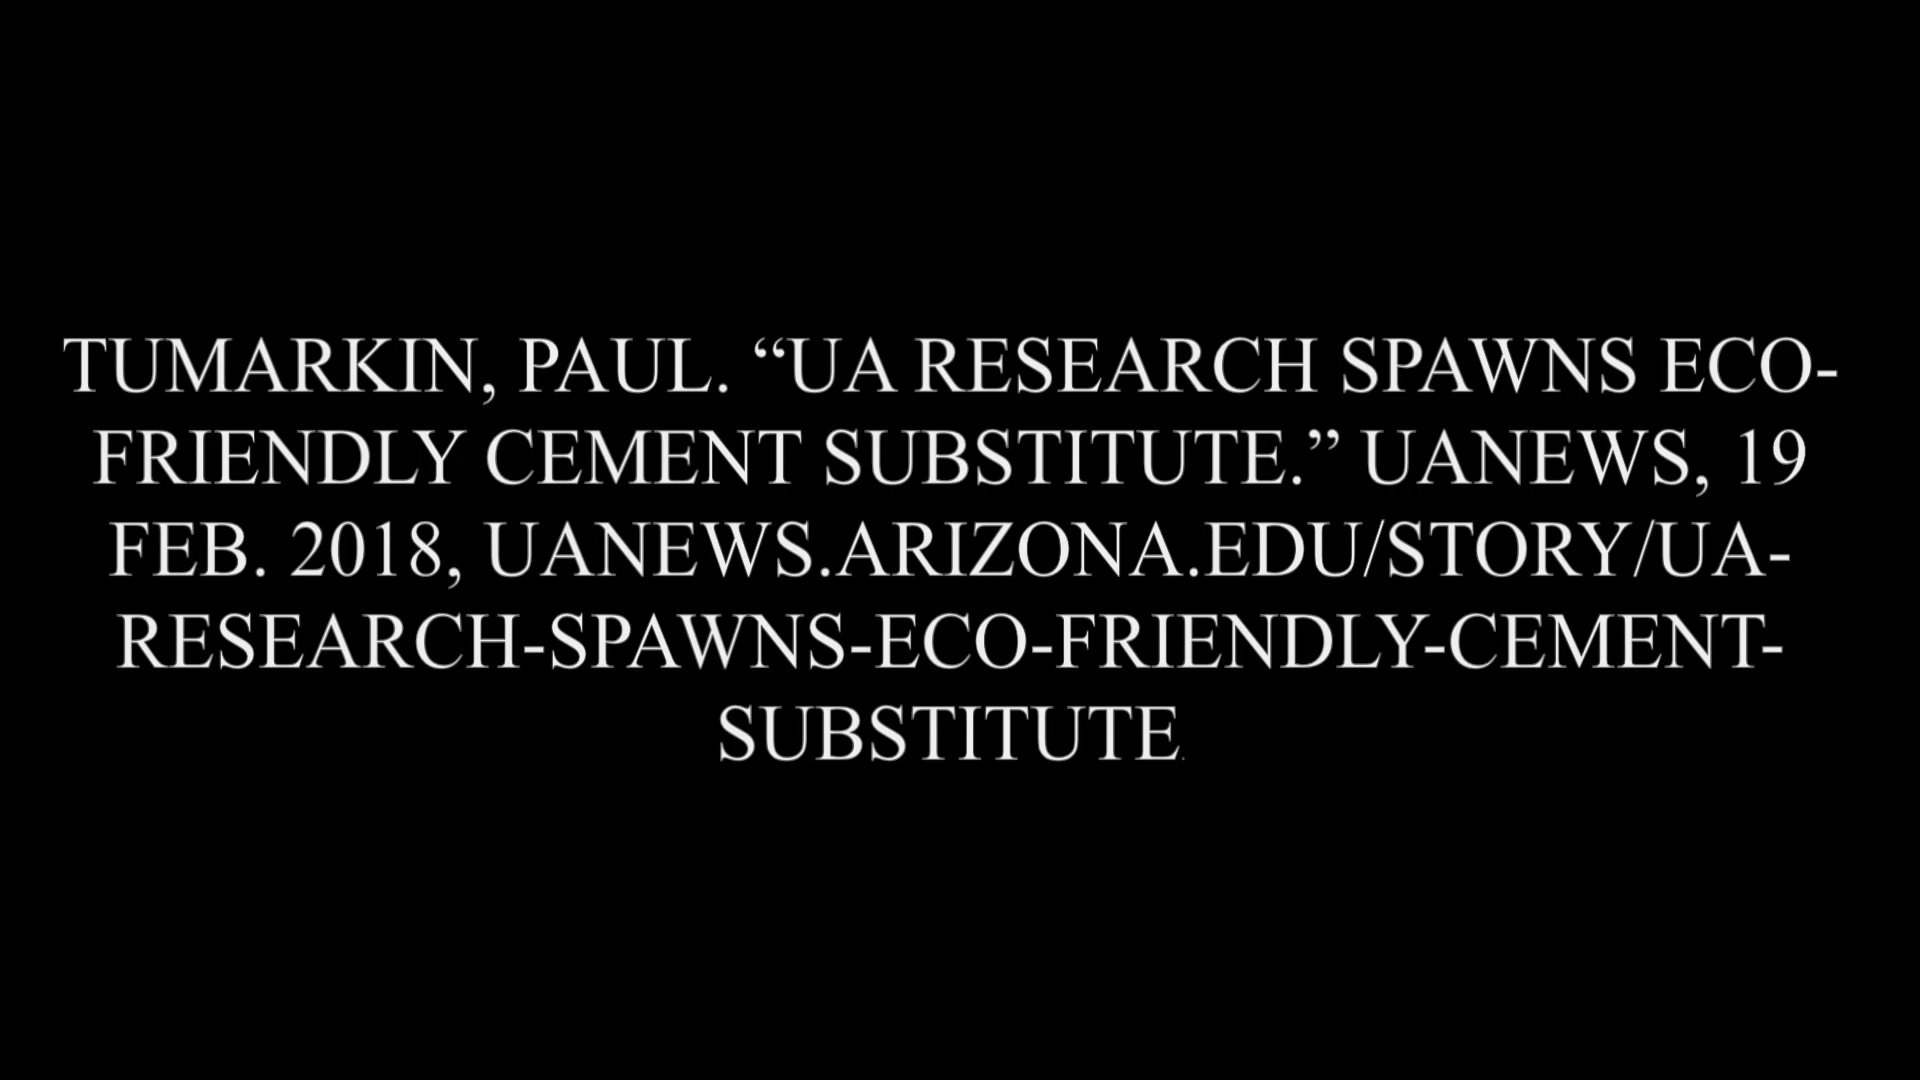 TUMARKIN, PAUL. “UA RESEARCH SPAWNS ECO-
FRIENDLY CEMENT SUBSTITUTE.” UANEWS, 19
FEB. 2018, UANEWS.ARIZONA.EDU/STORY/UA-
RESEARCH-SPAWNS-ECO-FRIENDLY-CEMENT-
SUBSTITUTE.